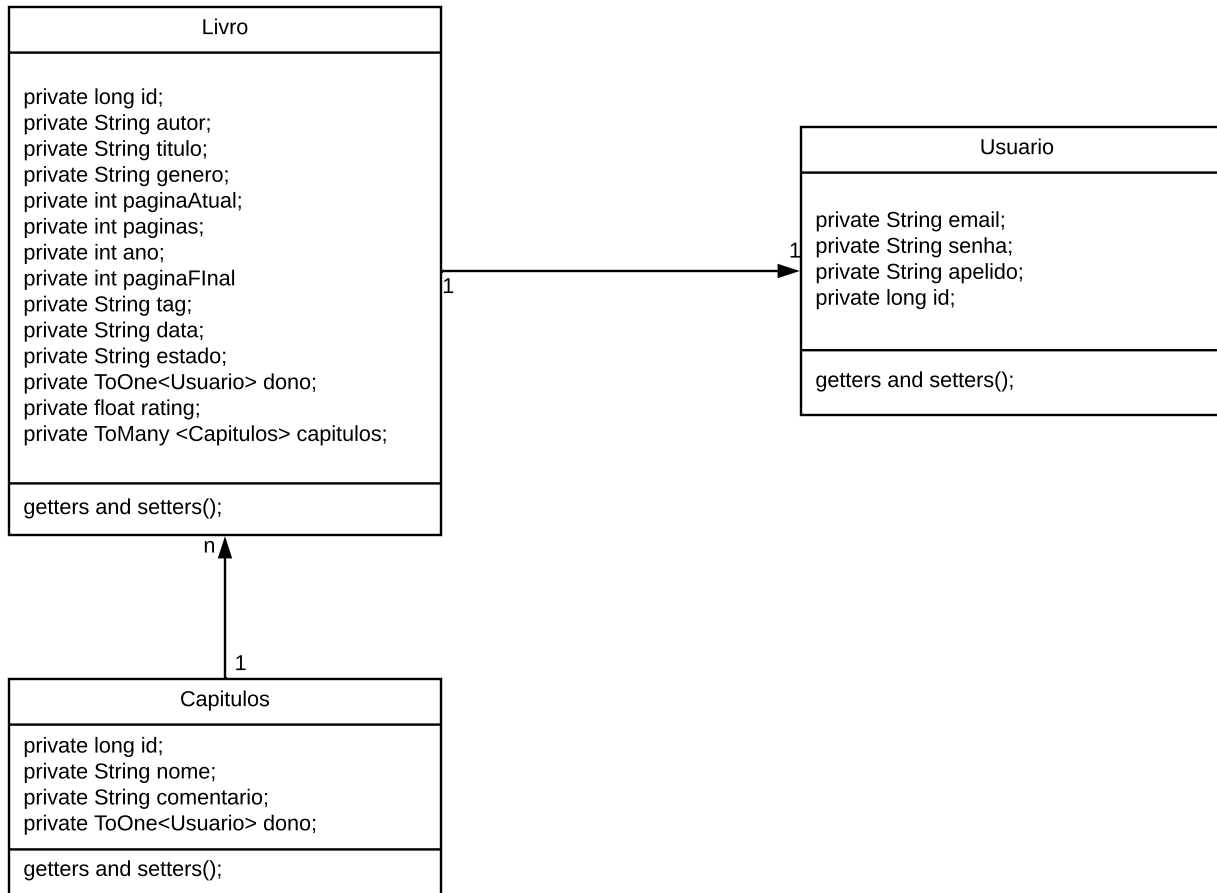 Livro
private long id;
private String autor;
private String titulo;
private String genero;
private int paginaAtual;
private int paginas;
private int ano;
private int paginaFInal
private String tag;
private String data;
private String estado;
private ToOne<Usuario> dono;
private float rating;
private ToMany <Capitulos> capitulos;
getters and setters();
1
1
Usuario
private String email;
private String senha;
private String apelido;
private long id;
getters and setters();
n
1
Capitulos
private long id;
private String nome;
private String comentario;
private ToOne<Usuario> dono;
getters and setters();